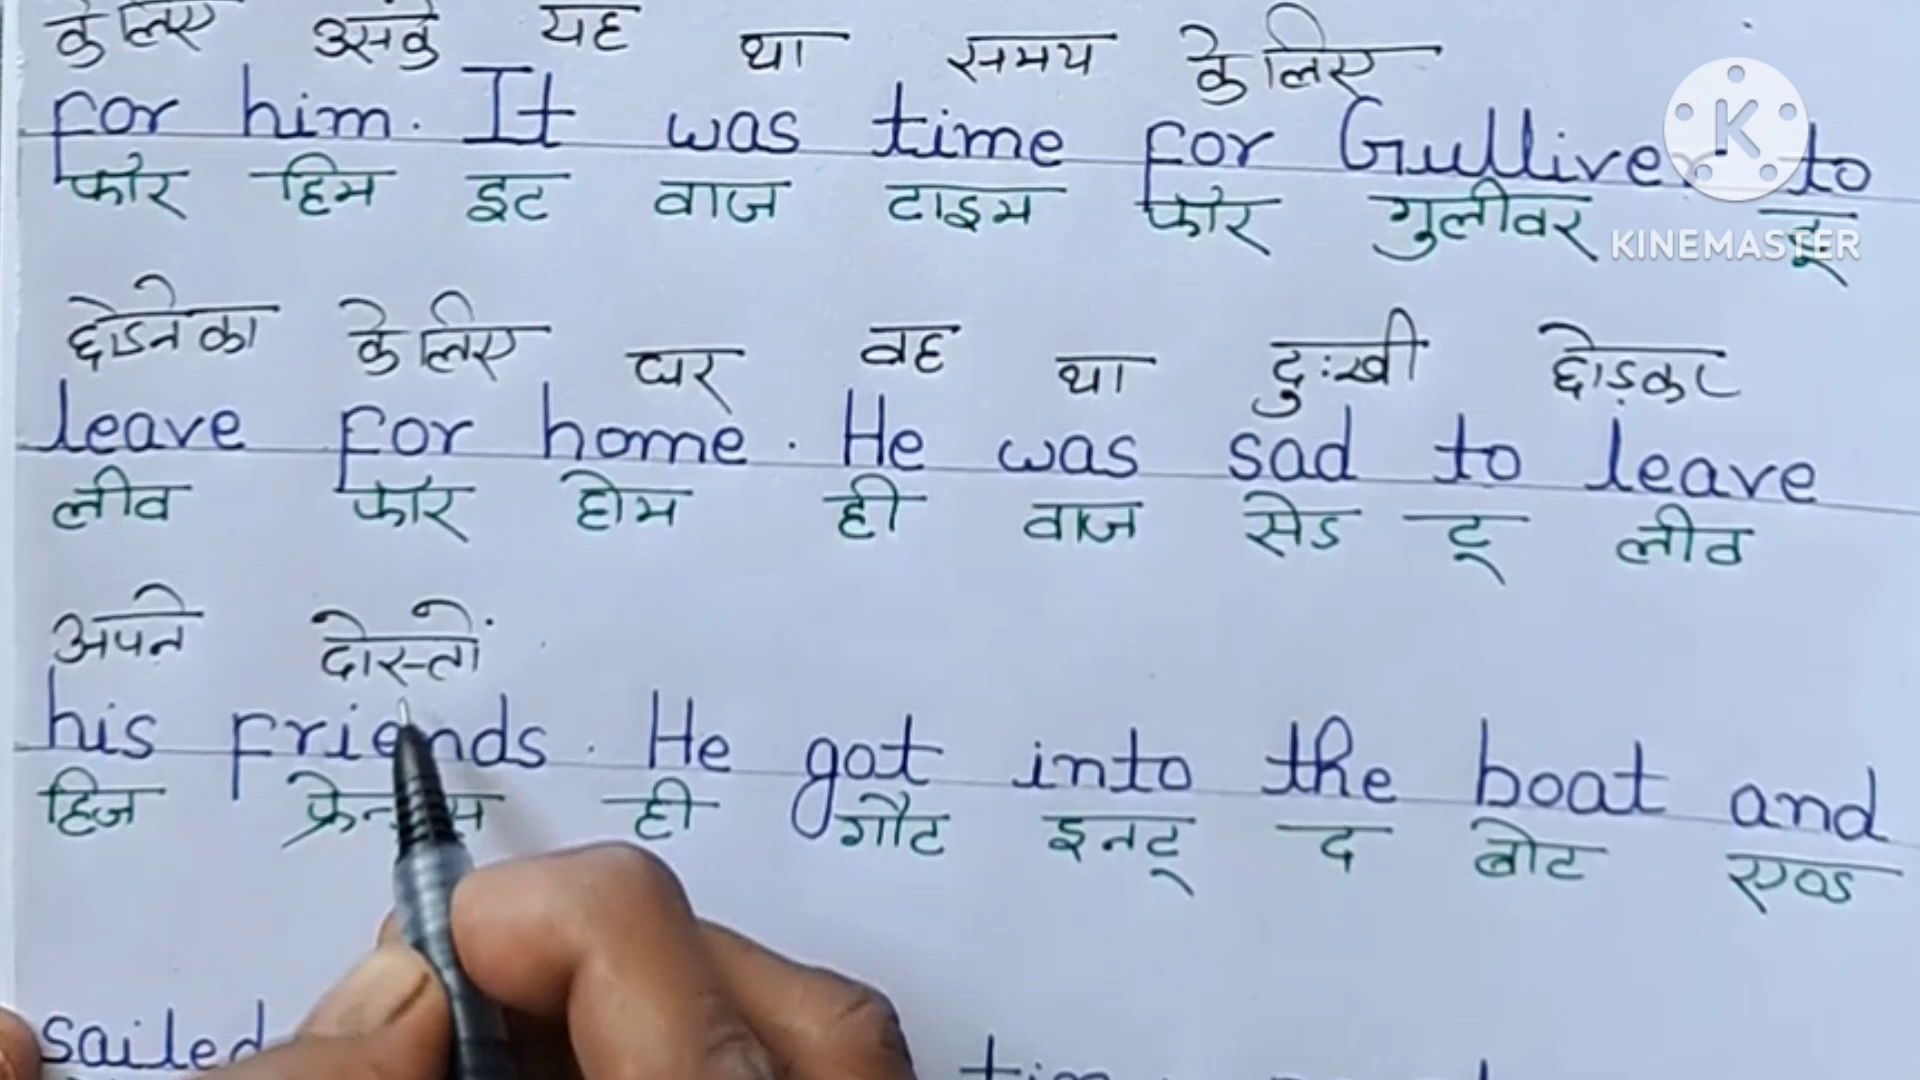 के लिए उसके यह था समय के लिए
for him. It was time for Gulliver to
फोर हिम इट वाज टाइम फोर गुलीवर टू
K
KINEMASTER
छोडने का के लिए घर वह था दुःखी छोड़कर
leave for home. He was sad to leave
लीव फोर होम ही वाज सेड टू लीव
अपने दोस्तों
his friends. He got into the boat and
हिज ही गौट इनटू द बोट एण्ड
sailed